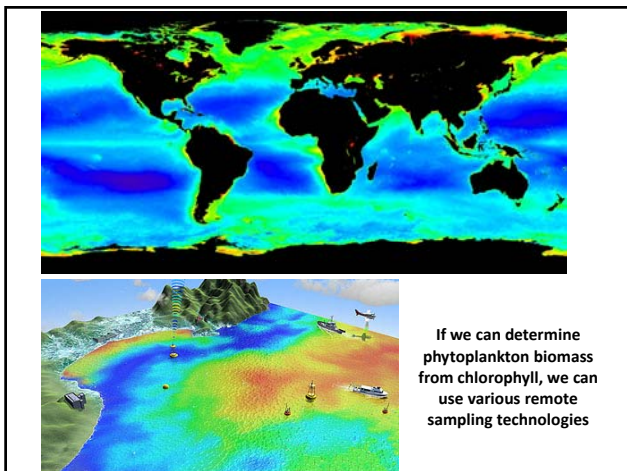 If we can determine
phytoplankton biomass
from chlorophyll, we can
use various remote
sampling technologies